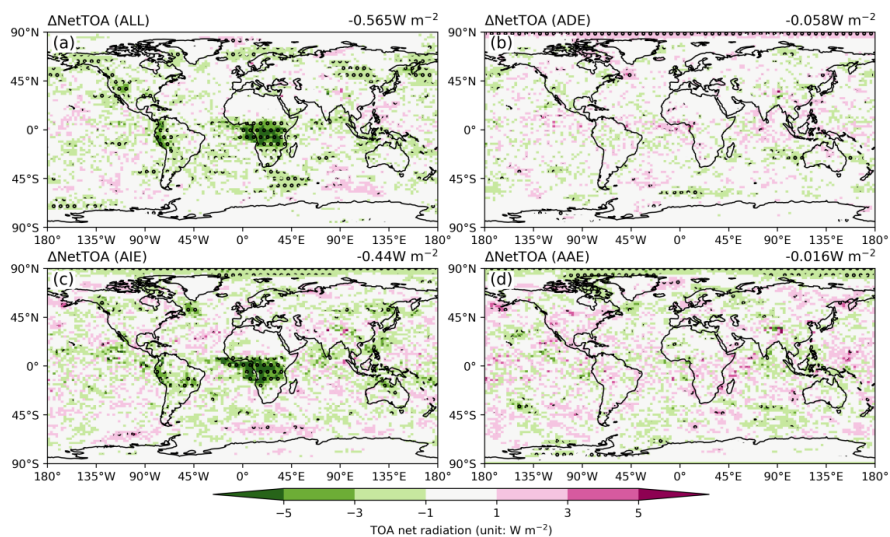 ΔNetTOA (ALL) -0.565W m⁻² ΔNetTOA (ADE) -0.058W m⁻²
90°N (a) 90°N (b)
45°N 45°N
0° 0°
45°S 45°S
90°S 90°S
180° 135°W 90°W 45°W 0° 45°E 90°E 135°E 180° 180° 135°W 90°W 45°W 0° 45°E 90°E 135°E 180°
ΔNetTOA (AIE) -0.44W m⁻² ΔNetTOA (AAE) -0.016W m⁻²
90°N (c) 90°N (d)
45°N 45°N
0° 0°
45°S 45°S
90°S 90°S
180° 135°W 90°W 45°W 0° 45°E 90°E 135°E 180° 180° 135°W 90°W 45°W 0° 45°E 90°E 135°E 180°
−5 −3 −1 1 3 5
TOA net radiation (unit: W m⁻²)